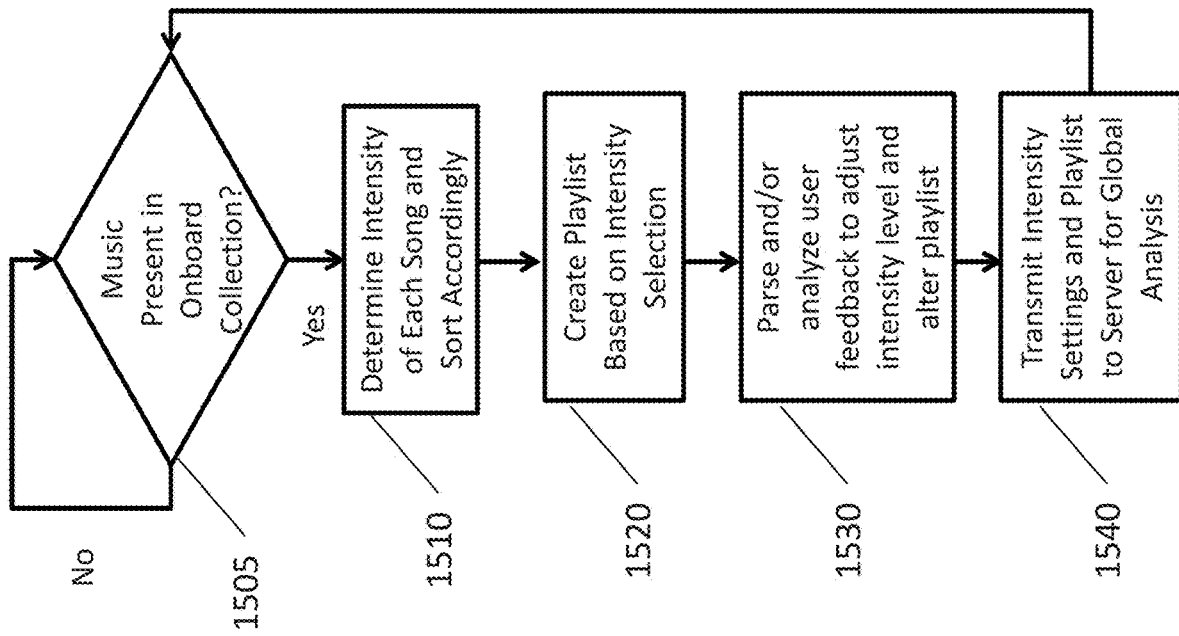 No
1505
Music
Present in
Onboard
Collection?
Yes
1510
Determine Intensity
of Each Song and
Sort Accordingly
1520
Create Playlist
Based on Intensity
Selection
1530
Parse and/or
analyze user
feedback to adjust
intensity level and
alter playlist
1540
Transmit Intensity
Settings and Playlist
to Server for Global
Analysis